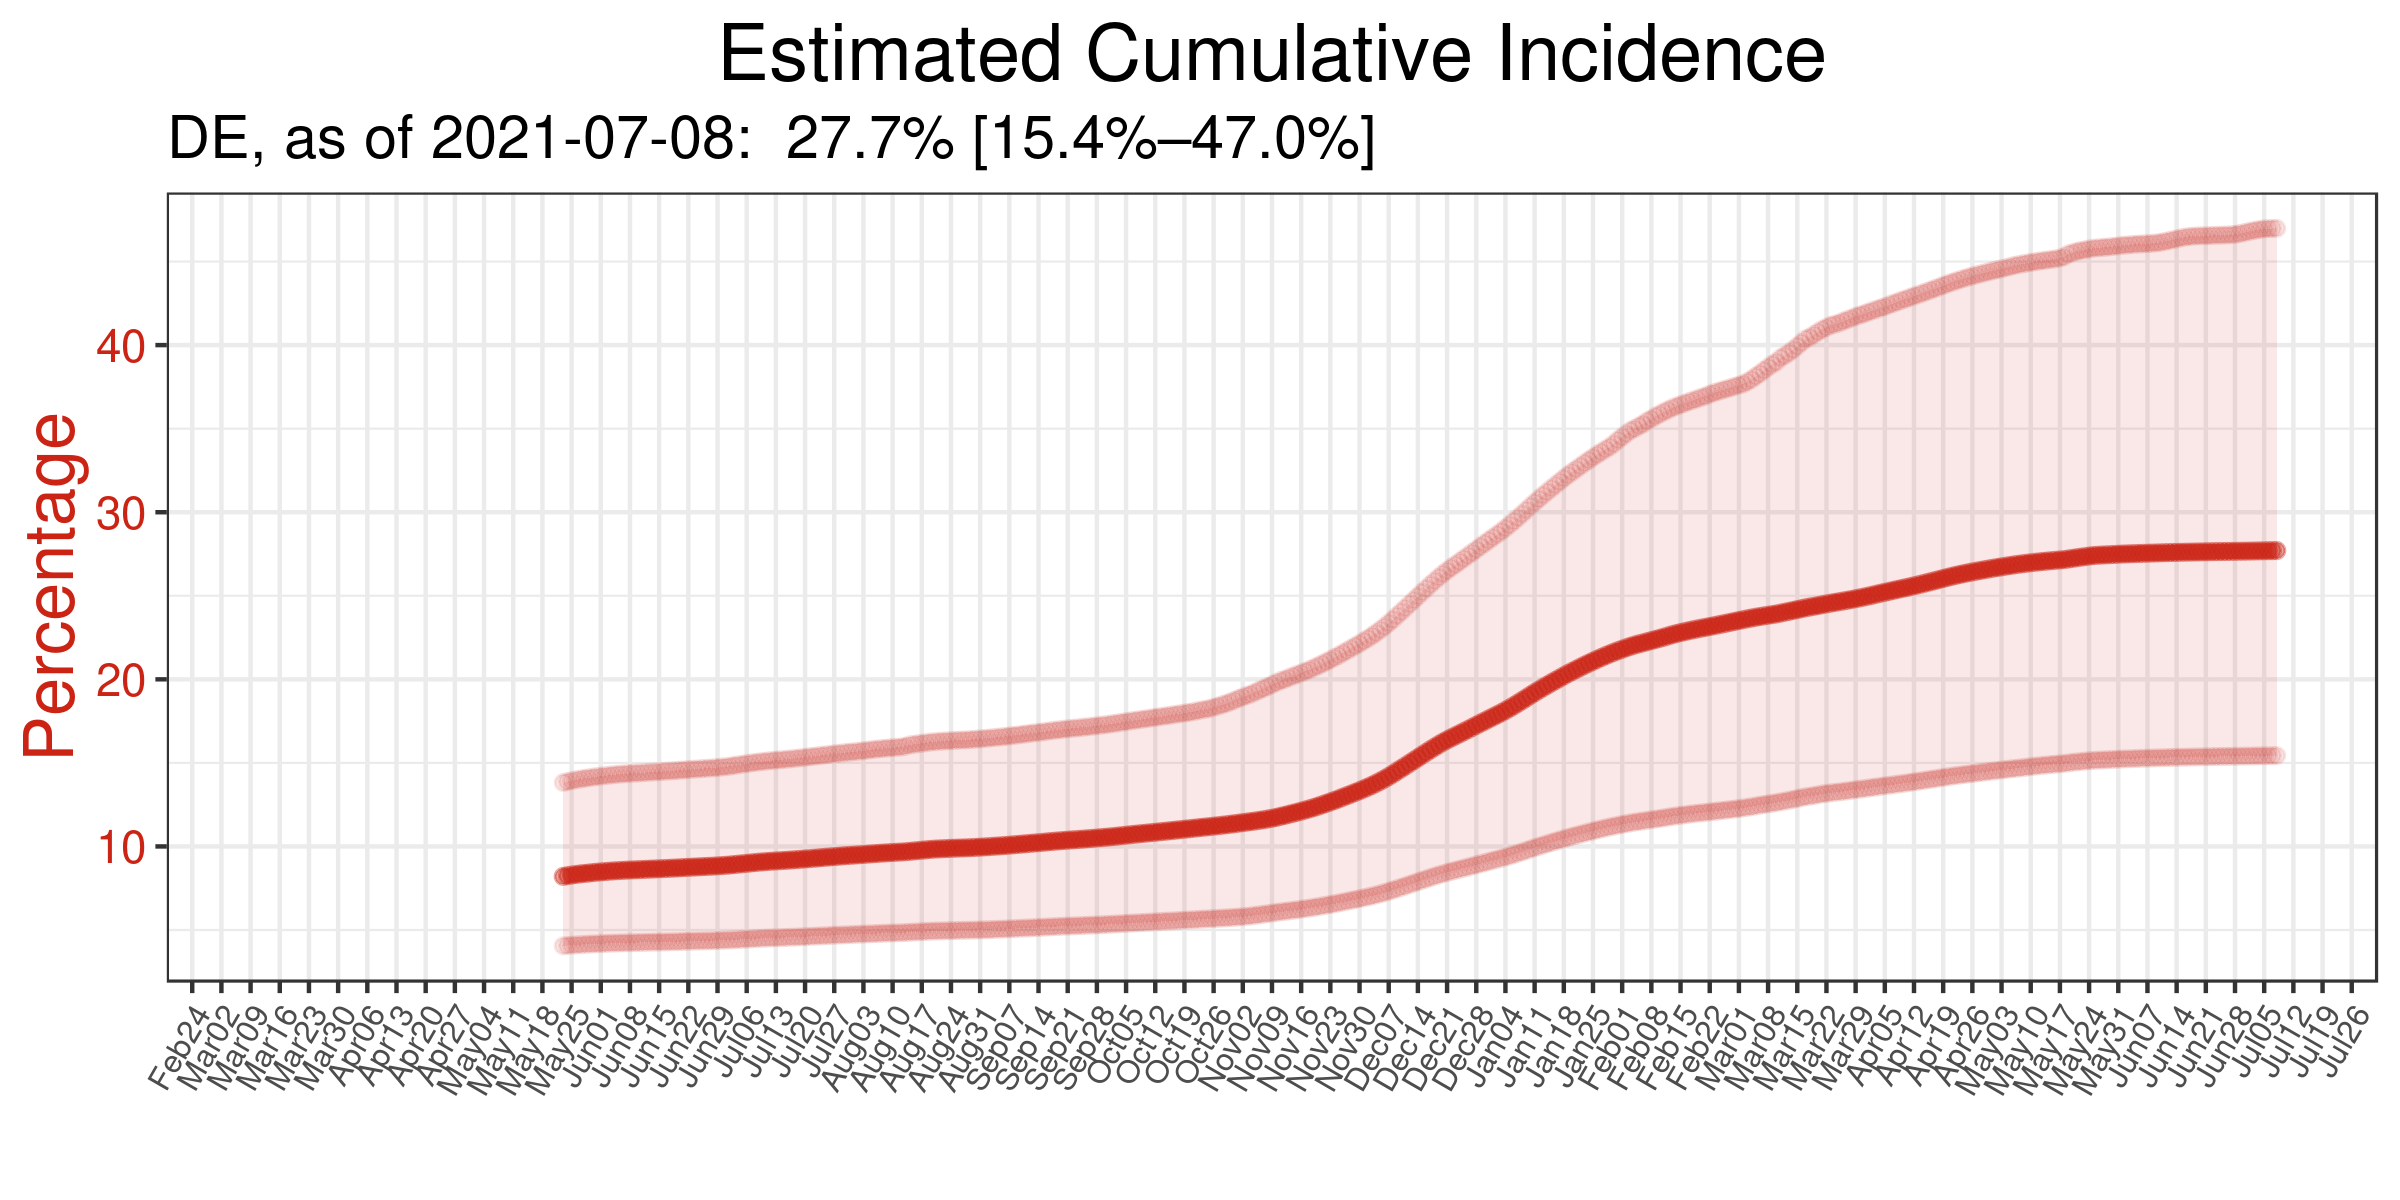 Estimated Cumulative Incidence
DE, as of 2021-07-08:  27.7% [15.4%–47.0%]
Percentage
40
30
20
10
Feb24
Mar02
Mar09
Mar16
Mar23
Mar30
Apr06
Apr13
Apr20
Apr27
May04
May11
May18
May25
Jun01
Jun08
Jun15
Jun22
Jun29
Jul06
Jul13
Jul20
Jul27
Aug03
Aug10
Aug17
Aug24
Aug31
Sep07
Sep14
Sep21
Sep28
Oct05
Oct12
Oct19
Oct26
Nov02
Nov09
Nov16
Nov23
Nov30
Dec07
Dec14
Dec21
Dec28
Jan04
Jan11
Jan18
Jan25
Feb01
Feb08
Feb15
Feb22
Mar01
Mar08
Mar15
Mar22
Mar29
Apr05
Apr12
Apr19
Apr26
May03
May10
May17
May24
May31
Jun07
Jun14
Jun21
Jun28
Jul05
Jul12
Jul19
Jul26